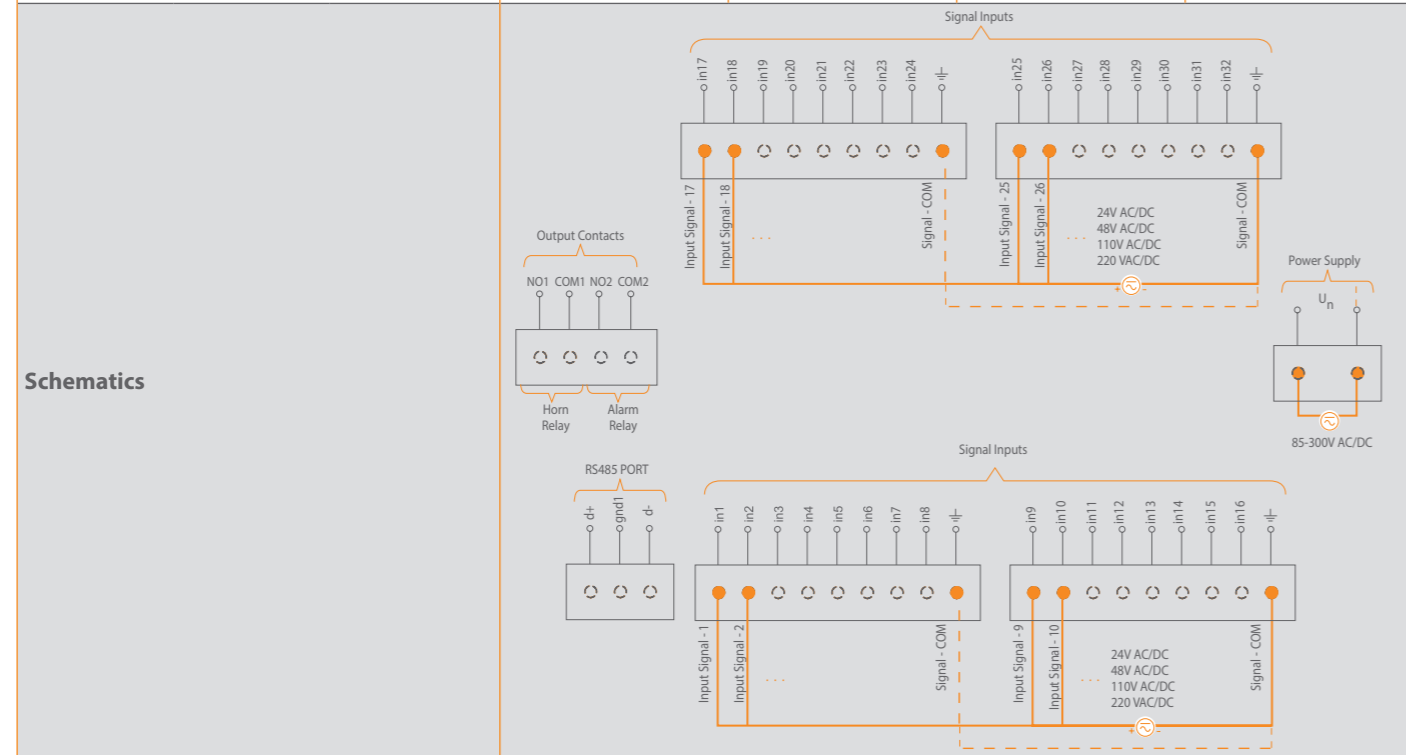 Schematics
Signal Inputs
in17 in18 in19 in20 in21 in22 in23 in24
in25 in26 in27 in28 in29 in30 in31 in32
Input Signal - 17
Input Signal - 18
. . .
Signal - COM
Input Signal - 25
Input Signal - 26
. . .
24V AC/DC
48V AC/DC
110V AC/DC
220 VAC/DC
+ -
Signal - COM
Output Contacts
NO1 COM1 NO2 COM2
Horn
Relay
Alarm
Relay
Power Supply
Un
85-300V AC/DC
RS485 PORT
d+ gnd1 d-
Signal Inputs
in1 in2 in3 in4 in5 in6 in7 in8
in9 in10 in11 in12 in13 in14 in15 in16
Input Signal - 1
Input Signal - 2
. . .
Signal - COM
Input Signal - 9
Input Signal - 10
. . .
24V AC/DC
48V AC/DC
110V AC/DC
220 VAC/DC
+ -
Signal - COM